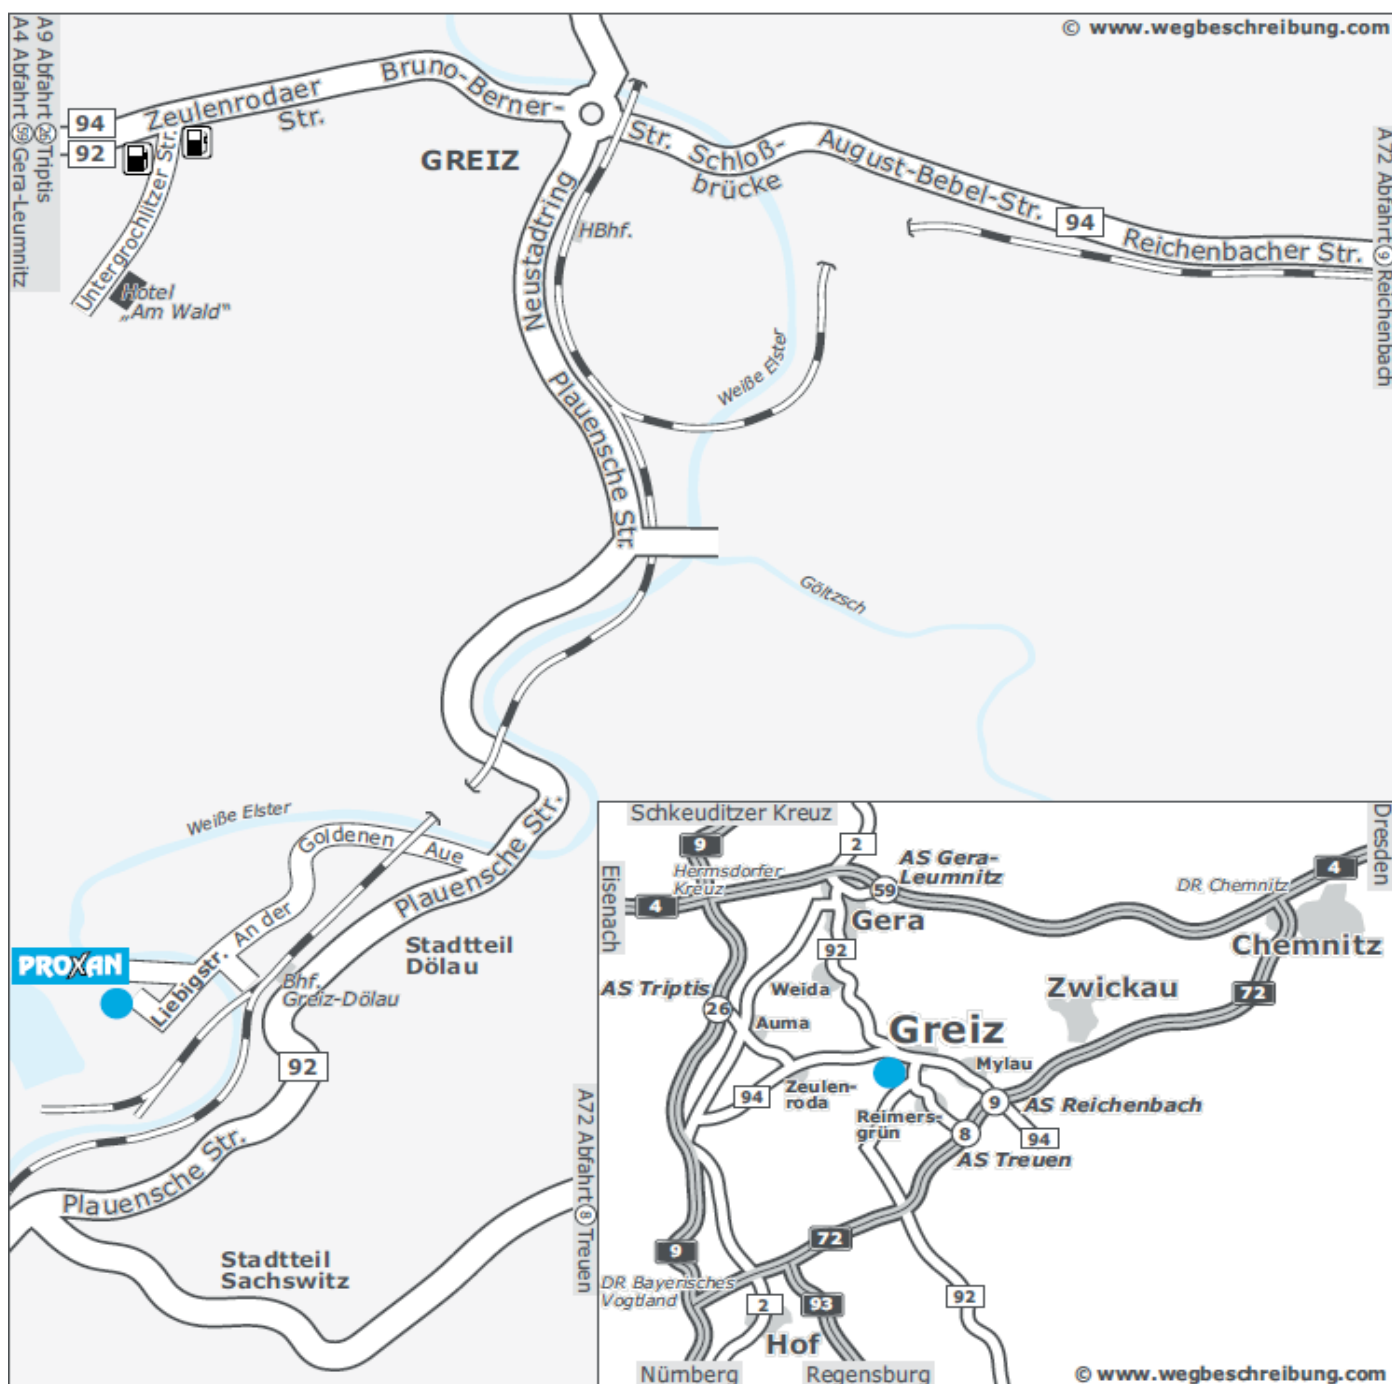 © www.wegbeschreibung.com
A9 Abfahrt 26 Triptis
A4 Abfahrt 59 Gera-Leumnitz
94
92
Zeulenrodaer
Str.
Bruno-Berner-
Str.
Schloß-
brücke
August-Bebel-Str.
94
Reichenbacher Str.
A72 Abfahrt 9 Reichenbach
GREIZ
Untergrochlitzer Str.
Hotel
„Am Wald“
Neustadtring
HBhf.
Weiße Elster
Plauensche Str.
Göltzsch
Weiße Elster
Goldenen
Aue
An der
Liebigstr.
Plauensche Str.
PROXAN
Stadtteil
Dölau
Bhf.
Greiz-Dölau
92
Plauensche Str.
Stadtteil
Sachswitz
A72 Abfahrt 8 Treuen
Schkeuditzer Kreuz
Dresden
9
2
AS Gera-
Leumnitz
Eisenach
Hermsdorfer
Kreuz
59
4
4
DR Chemnitz
Gera
Chemnitz
92
AS Triptis
Weida
Zwickau
72
26
Auma
Greiz
Mylau
94
Zeulen-
roda
Reimers-
grün
9
AS Reichenbach
8
94
AS Treuen
72
9
DR Bayerisches
Vogtland
2
93
92
Hof
Nürnberg
Regensburg
© www.wegbeschreibung.com